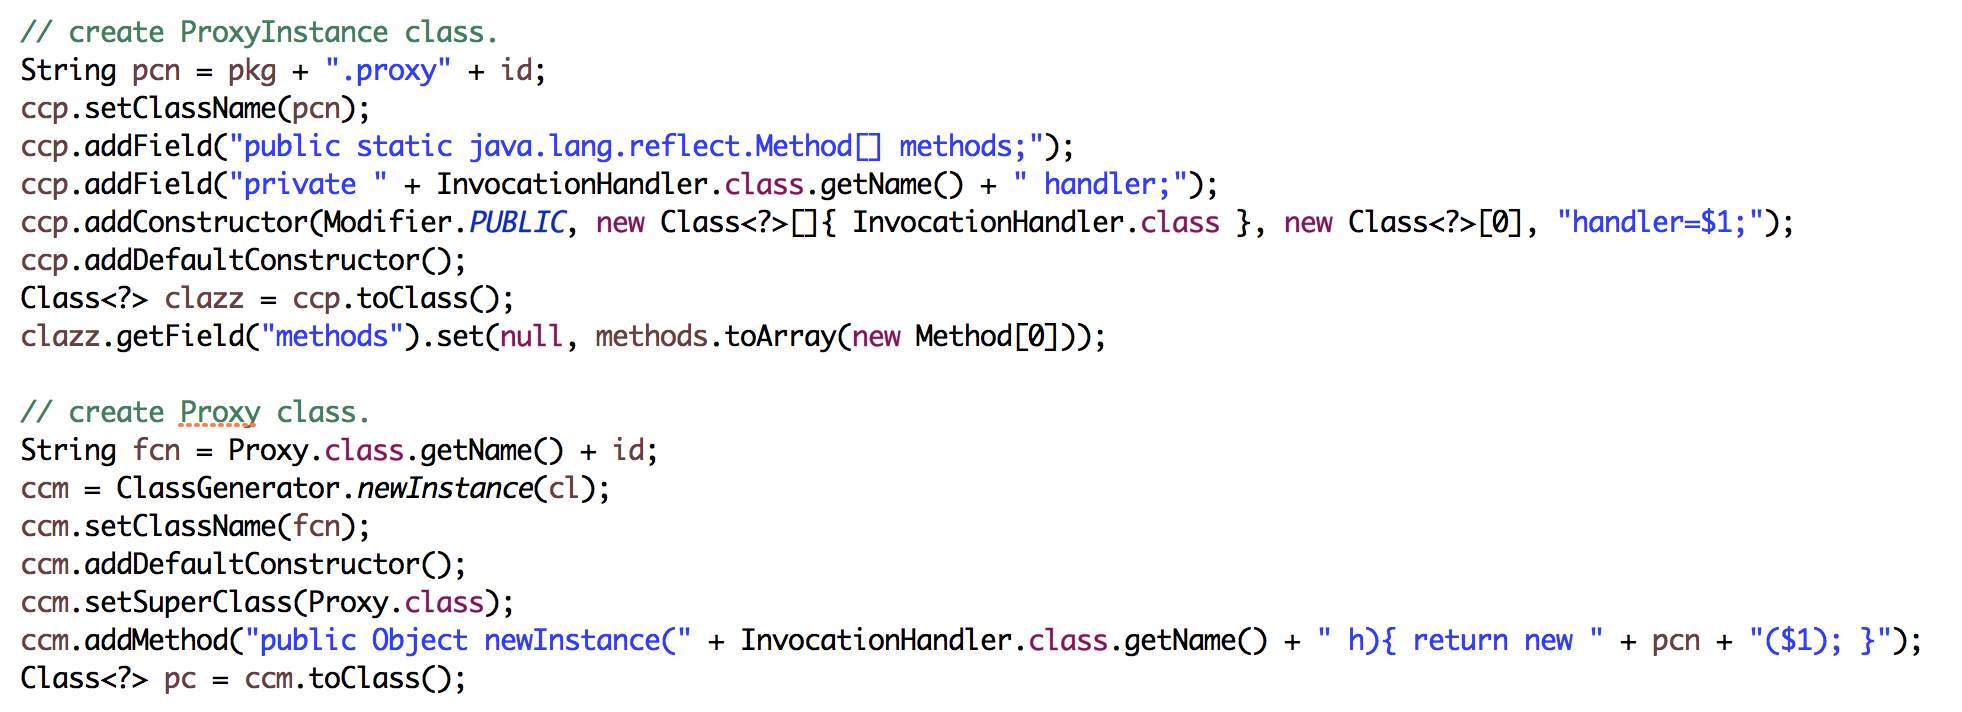 // create ProxyInstance class.
String pcn = pkg + ".proxy" + id;
ccp.setClassName(pcn);
ccp.addField("public static java.lang.reflect.Method[] methods;");
ccp.addField("private " + InvocationHandler.class.getName() + " handler;");
ccp.addConstructor(Modifier.PUBLIC, new Class<?>[]{ InvocationHandler.class }, new Class<?>[0], "handler=$1;");
ccp.addDefaultConstructor();
Class<?> clazz = ccp.toClass();
clazz.getField("methods").set(null, methods.toArray(new Method[0]));

// create Proxy class.
String fcn = Proxy.class.getName() + id;
ccm = ClassGenerator.newInstance(cl);
ccm.setClassName(fcn);
ccm.addDefaultConstructor();
ccm.setSuperClass(Proxy.class);
ccm.addMethod("public Object newInstance(" + InvocationHandler.class.getName() + " h){ return new " + pcn + "($1); }");
Class<?> pc = ccm.toClass();